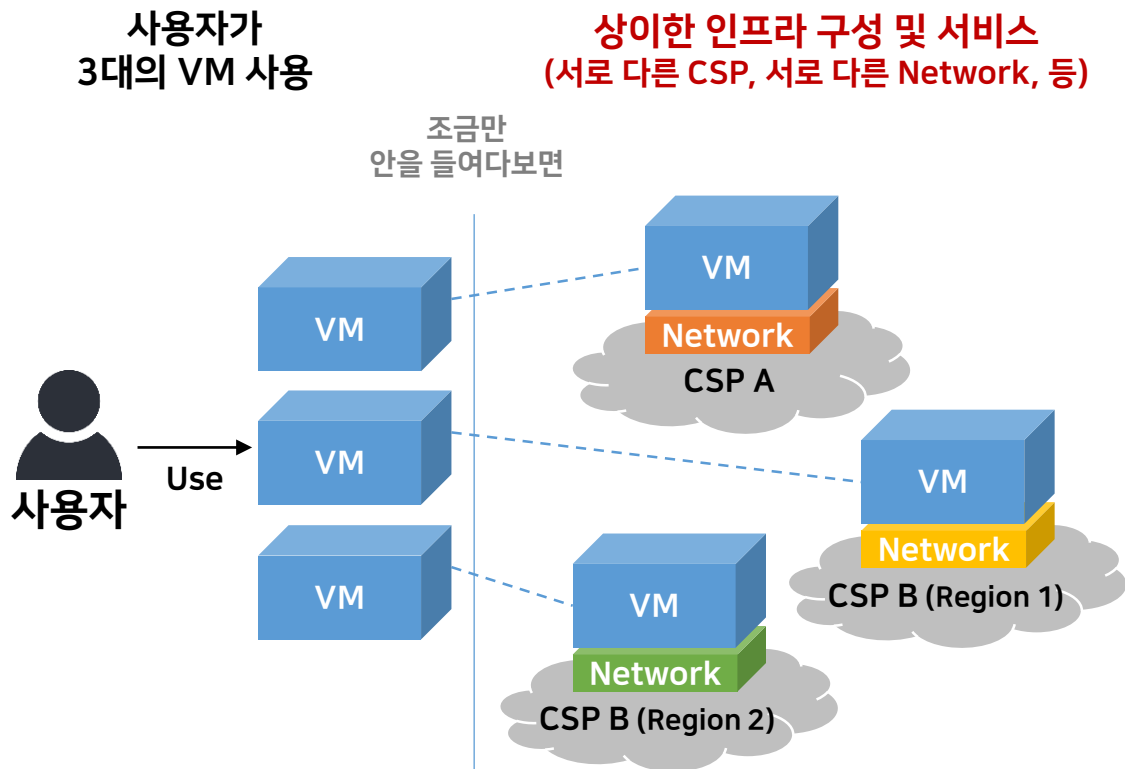 사용자가
3대의 VM 사용
상이한 인프라 구성 및 서비스
(서로 다른 CSP, 서로 다른 Network, 등)
조금만
안을 들여다보면
VM
VM
VM
사용자
Use
VM
Network
CSP A
VM
Network
CSP B (Region 1)
VM
Network
CSP B (Region 2)